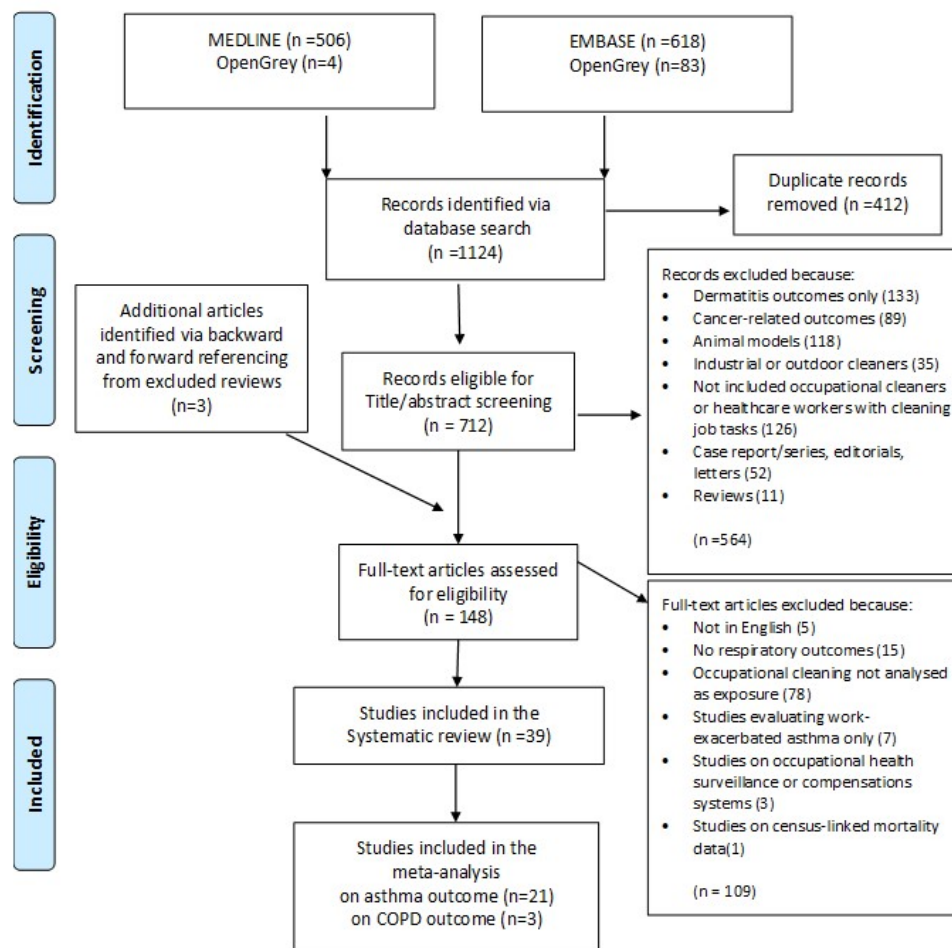 Identification
MEDLINE (n =506)
OpenGrey (n=4)
EMBASE (n =618)
OpenGrey (n=83)
Records identified via
database search
(n =1124)
Duplicate records
removed (n =412)
Screening
Additional articles
identified via backward
and forward referencing
from excluded reviews
(n=3)
Records eligible for
Title/abstract screening
n = 712)
Records excluded because:
• Dermatitis outcomes only (133)
• Cancer-related outcomes (89)
• Animal models (118)
• Industrial or outdoor cleaners (35)
• Not included occupational cleaners
or healthcare workers with cleaning
job tasks (126)
• Case report/series, editorials,
letters (52)
• Reviews (11)
(n =564)
Eligibility
Full-text articles assessed
for eligibility
n = 148)
Full-text articles excluded because:
• Not in English (5)
• No respiratory outcomes (15)
• Occupational cleaning not analysed
as exposure (78)
• Studies evaluating work-
exacerbated asthma only (7)
• Studies on occupational health
surveillance or compensations
systems (3)
• Studies on census-linked mortality
data(1)
(n = 109)
Included
Studies included in the
Systematic review (n =39)
Studies included in the
meta-analysis
on asthma outcome (n=21)
on COPD outcome (n=3)